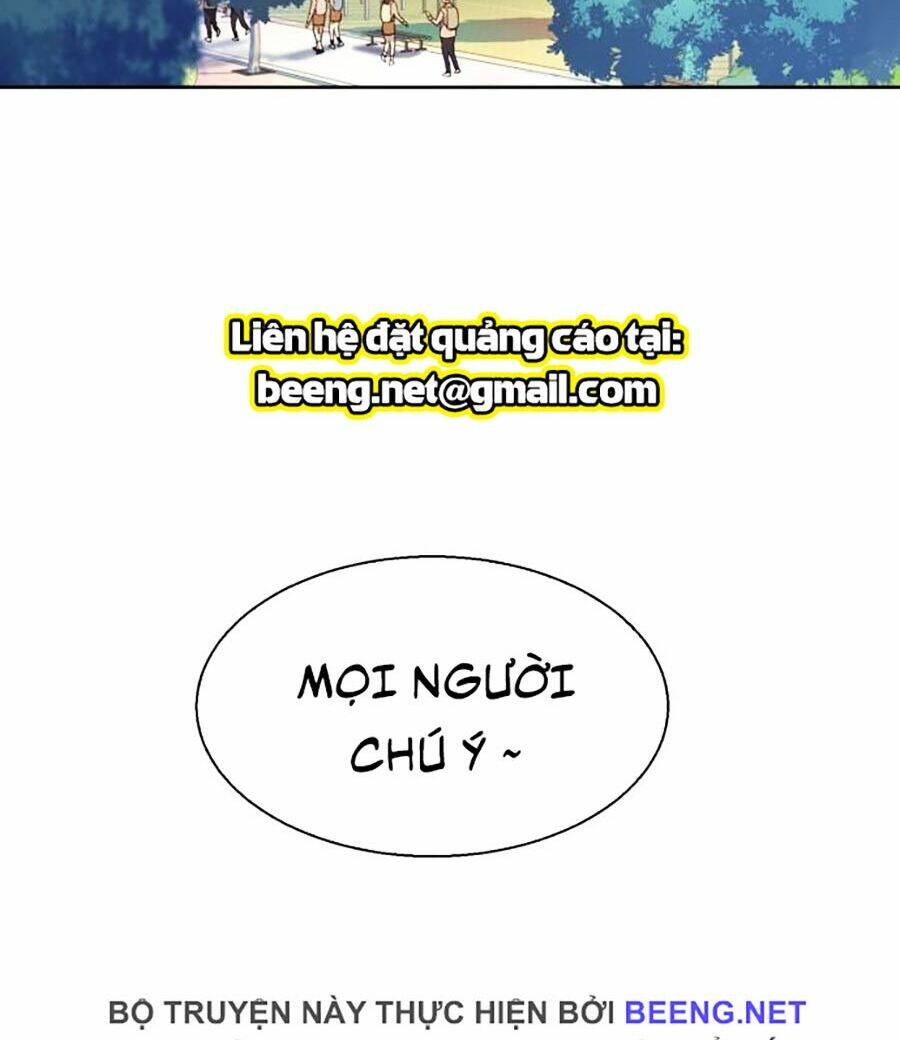 Liên hệ đặt quảng cáo tại:
beeng.net@gmail.com
MỌI NGƯỜI
CHÚ Ý ~
BỘ TRUYỆN NÀY THỰC HIỆN BỞI BEENG.NET